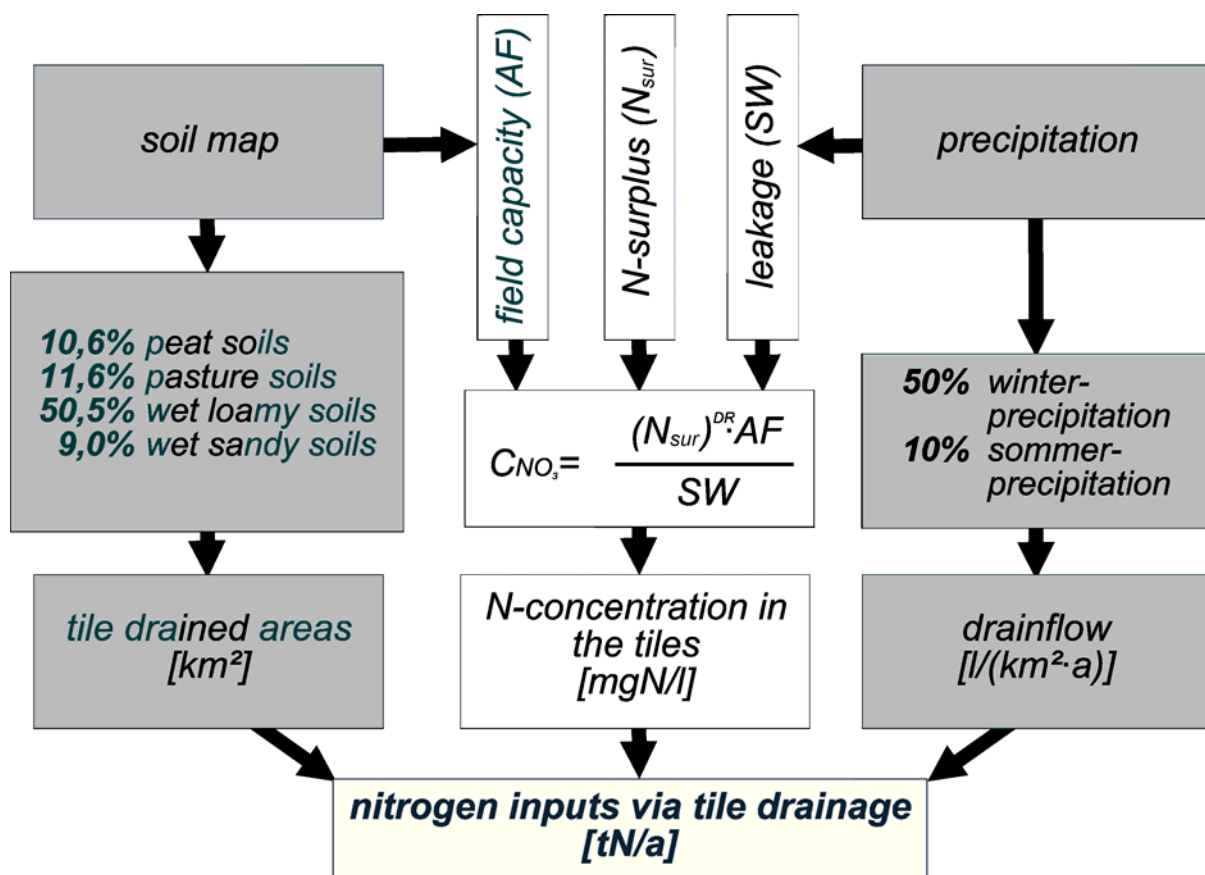 soil map
field capacity (AF)
N-surplus (Nsur)
leakage (SW)
precipitation
10,6% peat soils
11,6% pasture soils
50,5% wet loamy soils
9,0% wet sandy soils
CNO₃= (Nsur)^DR·AF
SW
50% winter-
precipitation
10% sommer-
precipitation
tile drained areas
[km²]
N-concentration in
the tiles
[mgN/l]
drainflow
[l/(km²·a)]
nitrogen inputs via tile drainage
[tN/a]